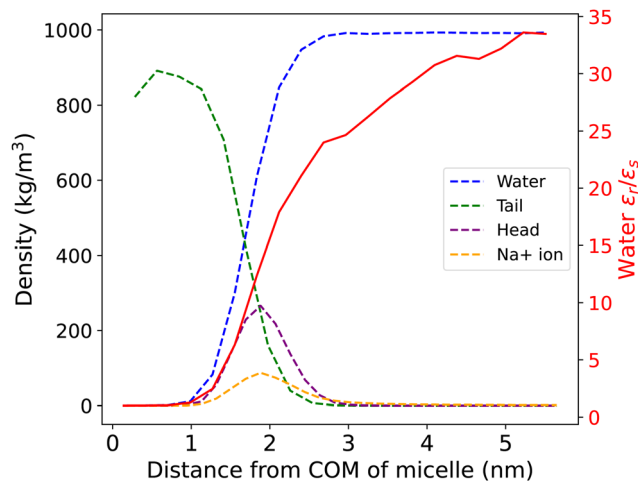 Density (kg/m³)
1000
800
600
400
200
0
0
1
2
3
4
5
Distance from COM of micelle (nm)
Water
Tail
Head
Na+ ion
35
30
25
20
15
10
5
0
Water εr/εs